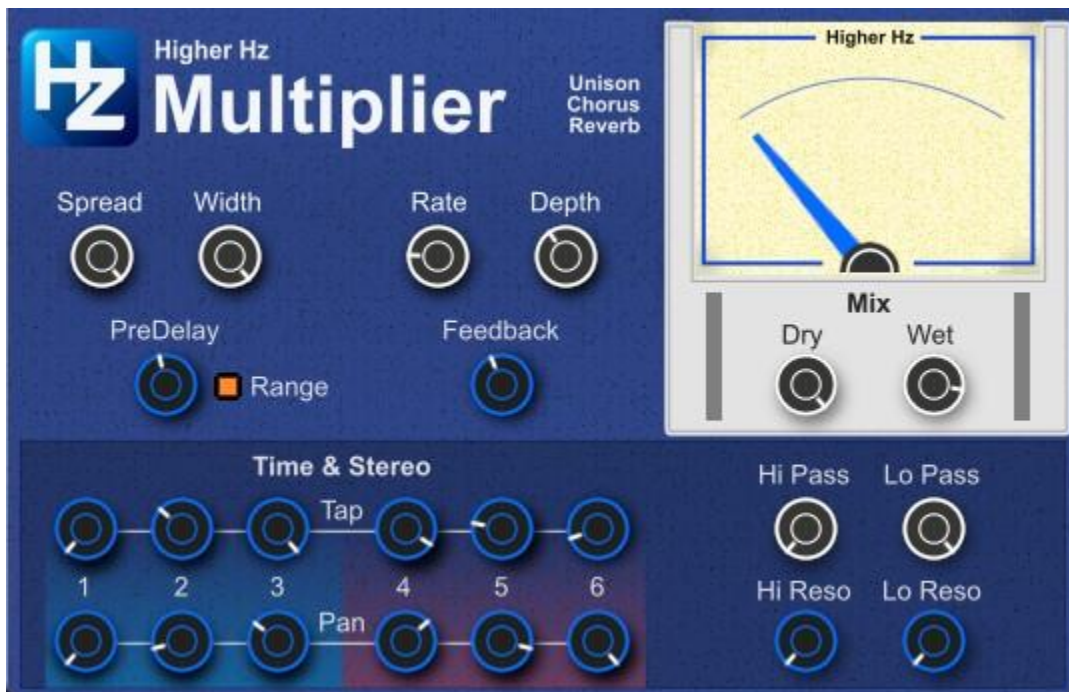 Hz
Higher Hz
Multiplier
Unison
Chorus
Reverb
Higher Hz
Spread Width Rate Depth
PreDelay Feedback
Range
Mix
Dry Wet
Time & Stereo
Tap
1 2 3 4 5 6
Pan
Hi Pass Lo Pass
Hi Reso Lo Reso